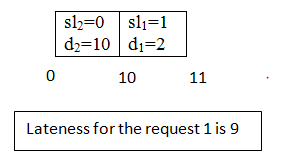 sl₂=0 sl₁=1
d₂=10 d₁=2
0 10 11
Lateness for the request 1 is 9